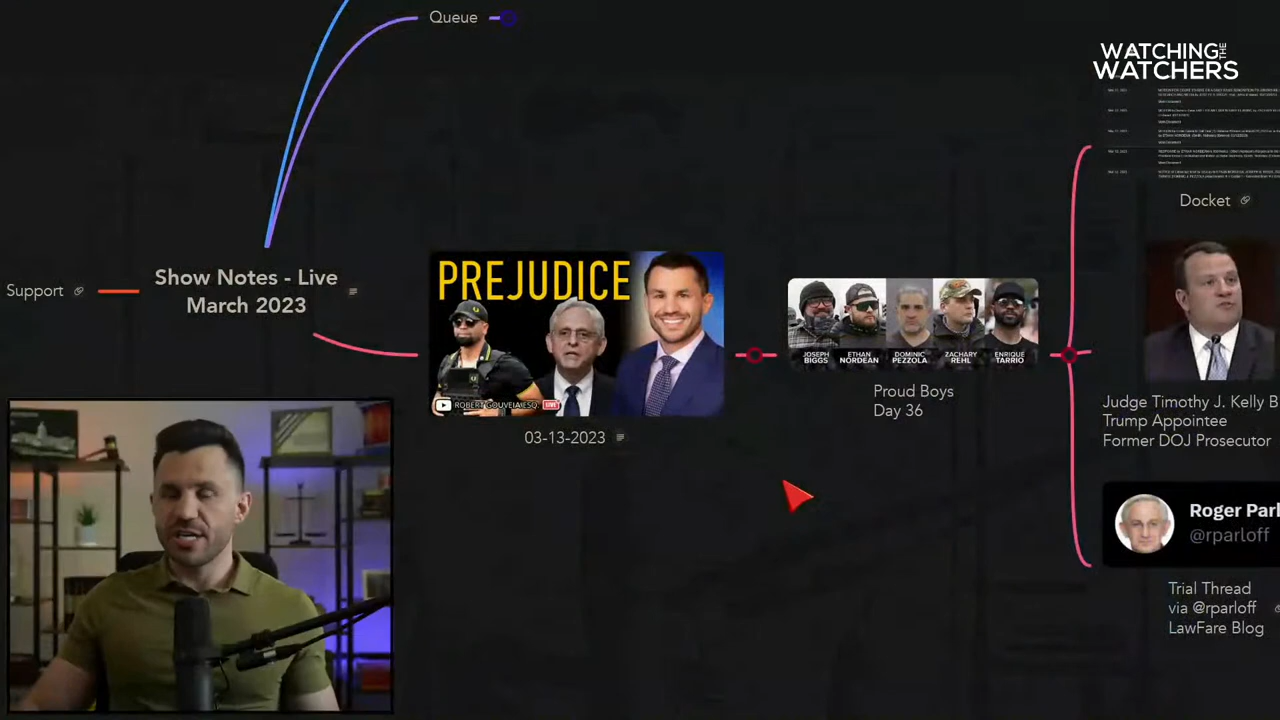 Queue
WATCHING THE
WATCHERS
Docket
Support
Show Notes - Live
March 2023
PREJUDICE
ROBERT GOUVEIA ESQ. LIVE
03-13-2023
JOSEPH
BIGGS
ETHAN
NORDEAN
DOMINIC
PEZZOLA
ZACHARY
REHL
ENRIQUE
TARRIO
Proud Boys
Day 36
Judge Timothy J. Kelly B
Trump Appointee
Former DOJ Prosecutor
Roger Parl
@rparloff
Trial Thread
via @rparloff
LawFare Blog